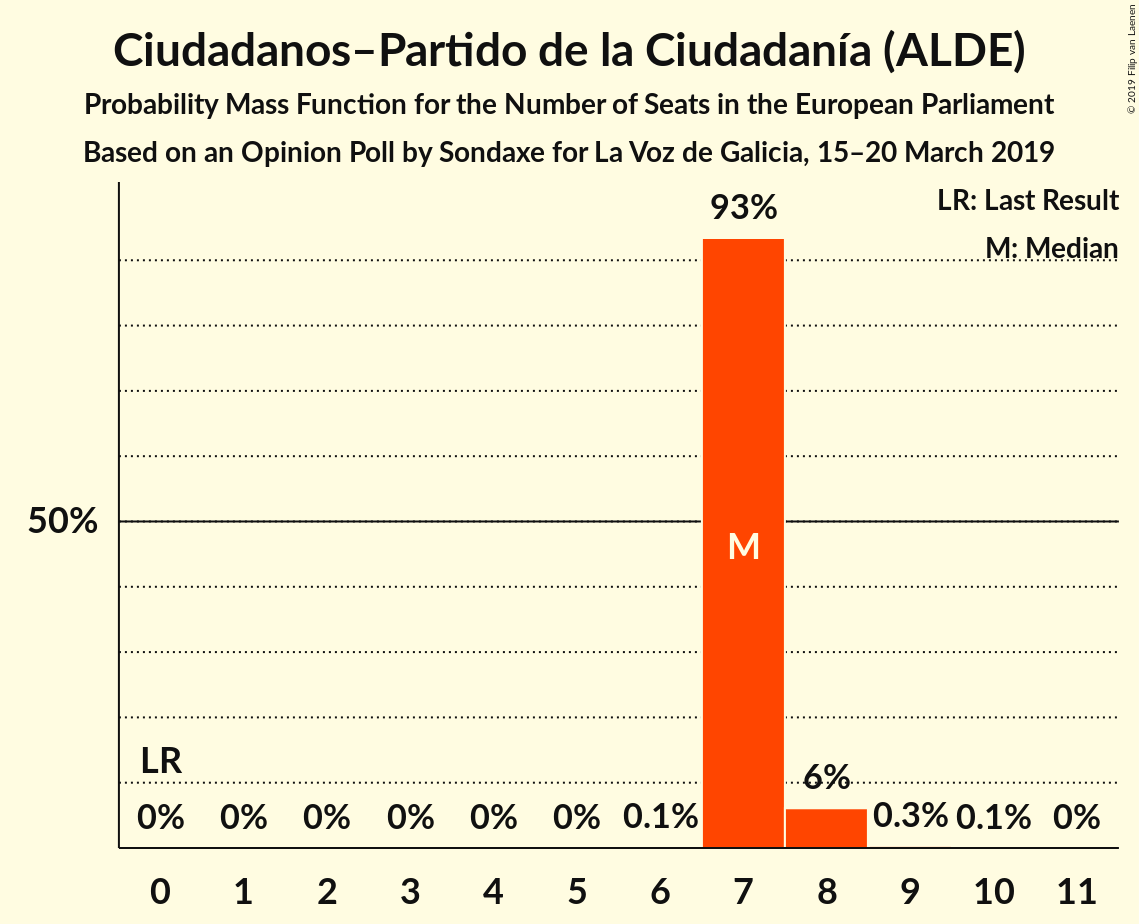 Ciudadanos–Partido de la Ciudadanía (ALDE)
Probability Mass Function for the Number of Seats in the European Parliament
Based on an Opinion Poll by Sondaxe for La Voz de Galicia, 15–20 March 2019
© 2019 Filip van Laenen
LR: Last Result
M: Median
93%
50%
M
LR
6%
0% 0% 0% 0% 0% 0% 0.1% 0.3% 0.1% 0%
0 1 2 3 4 5 6 7 8 9 10 11